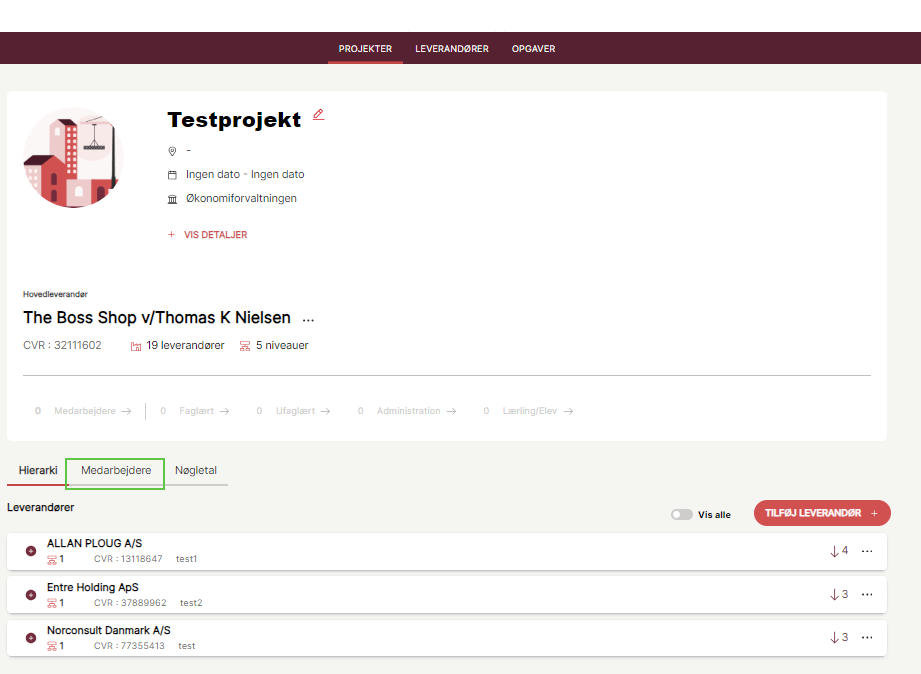 PROJEKTER LEVERANDØRER OPGAVER
Testprojekt
-
Ingen dato - Ingen dato
Økonomiforvaltningen
+ VIS DETALJER
Hovedleverandør
The Boss Shop v/Thomas K Nielsen ...
CVR : 32111602 19 leverandører 5 niveauer
0 Medarbejdere → 0 Faglært → 0 Ufaglært → 0 Administration → 0 Lærling/Elev →
Hierarki Medarbejdere Nøgletal
Leverandører Vis alle TILFØJ LEVERANDØR +
ALLAN PLOUG A/S
1 CVR : 13118647 test1 ↓ 4 ...
Entre Holding ApS
1 CVR : 37889962 test2 ↓ 3 ...
Norconsult Danmark A/S
1 CVR : 77355413 test ↓ 3 ...